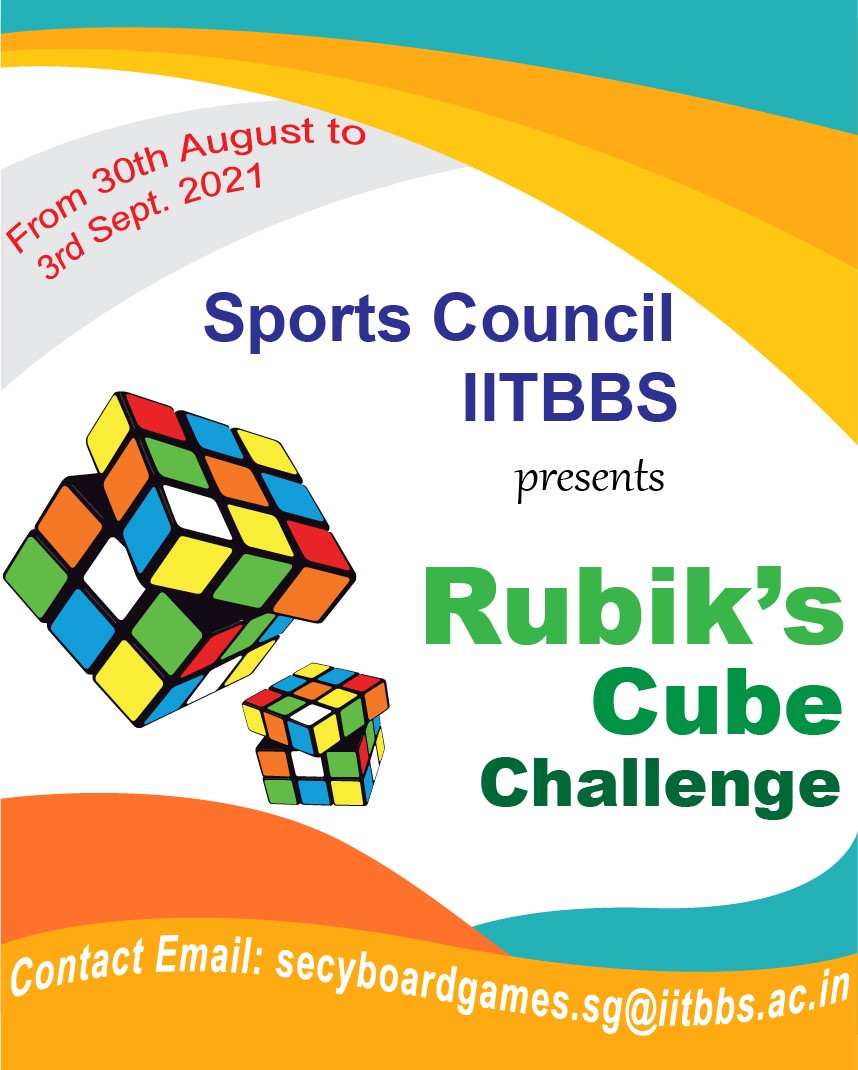 From 30th August to
3rd Sept. 2021
Sports Council
IITBBS
presents
Rubik's
Cube
Challenge
Contact Email: secyboardgames.sg@iitbbs.ac.in